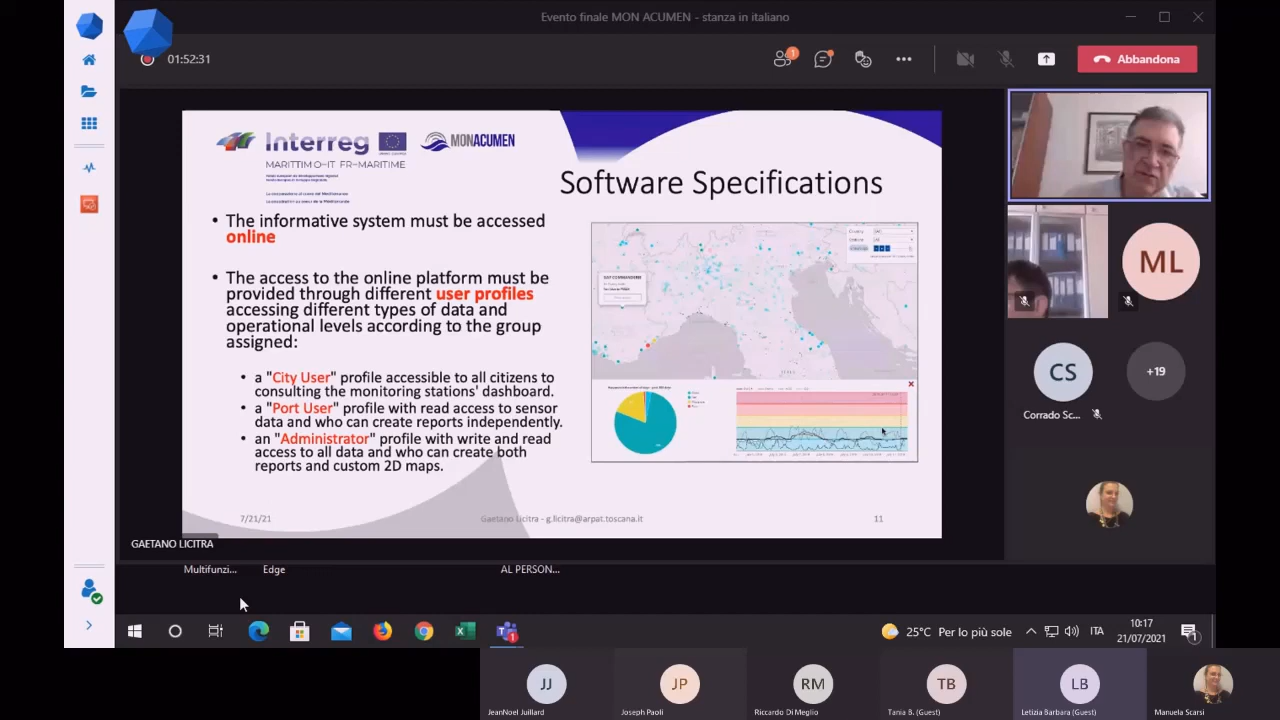 Evento finale MON ACUMEN - stanza in italiano
01:52:31
1
Abbandona
Interreg
MONACUMEN
MARITTIMO-IT FR-MARITIME
Software Specifications
• The informative system must be accessed
online
• The access to the online platform must be
provided through different user profiles
accessing different types of data and
operational levels according to the group
assigned:
• a "City User" profile accessible to all citizens to
consulting the monitoring stations' dashboard.
• a "Port User" profile with read access to sensor
data and who can create reports independently.
• an "Administrator" profile with write and read
access to all data and who can create both
reports and custom 2D maps.
7/21/21
Gaetano Licitra - g.licitra@arpat.toscana.it
11
GAETANO LICITRA
ML
CS
+19
Corrado Sc...
Multifunzi...
Edge
AL PERSON...
25°C Per lo più sole
ITA
10:17
21/07/2021
1
1
JJ
JP
RM
TB
LB
JeanNoel Juillard
Joseph Paoli
Riccardo Di Meglio
Tania B. (Guest)
Letizia Barbara (Guest)
Manuela Scarsi